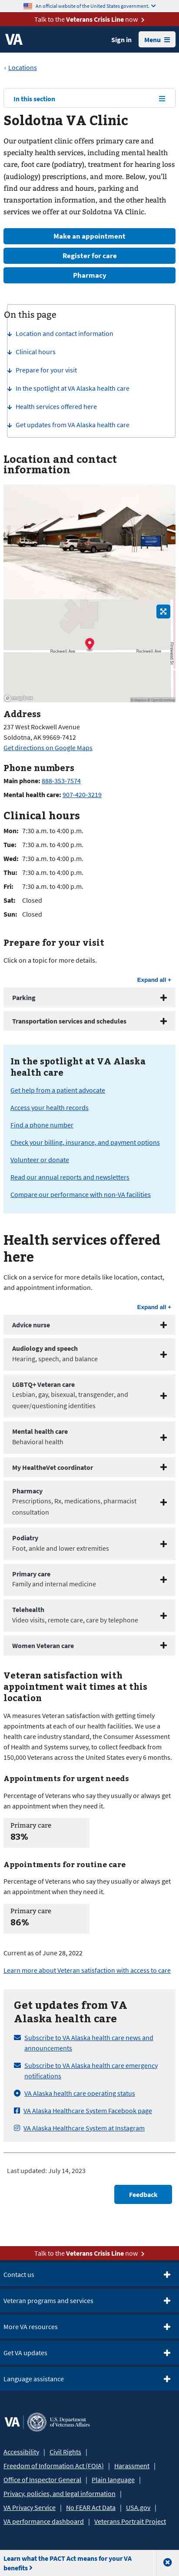 An official website of the United States government.
Talk to the Veterans Crisis Line now
VA
Sign in
Menu
Locations
In this section
Soldotna VA Clinic
Our outpatient clinic offers primary care and
specialty health services, including mental health
care, foot care (podiatry), treatment for hearing loss
(audiology) and depression, and more. Below, you'll
find our address and hours, parking and
transportation information, and the other health
services we offer at our Soldotna VA Clinic.
Make an appointment
Register for care
Pharmacy
On this page
Location and contact information
Clinical hours
Prepare for your visit
In the spotlight at VA Alaska health care
Health services offered here
Get updates from VA Alaska health care
Location and contact
information
Rockwell Ave
Rockwell Ave
mapbox
Address
237 West Rockwell Avenue
Soldotna, AK 99669-7412
Get directions on Google Maps
Phone numbers
Main phone: 888-353-7574
Mental health care: 907-420-3219
Clinical hours
Mon: 7:30 a.m. to 4:00 p.m.
Tue: 7:30 a.m. to 4:00 p.m.
Wed: 7:30 a.m. to 4:00 p.m.
Thu: 7:30 a.m. to 4:00 p.m.
Fri: 7:30 a.m. to 4:00 p.m.
Sat: Closed
Sun: Closed
Prepare for your visit
Click on a topic for more details.
Expand all +
Parking
Transportation services and schedules
In the spotlight at VA Alaska
health care
Get help from a patient advocate
Access your health records
Find a phone number
Check your billing, insurance, and payment options
Volunteer or donate
Read our annual reports and newsletters
Compare our performance with non-VA facilities
Health services offered
here
Click on a service for more details like location, contact,
and appointment information.
Expand all +
Advice nurse
Audiology and speech
Hearing, speech, and balance
LGBTQ+ Veteran care
Lesbian, gay, bisexual, transgender, and
queer/questioning identities
Mental health care
Behavioral health
My HealtheVet coordinator
Pharmacy
Prescriptions, Rx, medications, pharmacist
consultation
Podiatry
Foot, ankle and lower extremities
Primary care
Family and internal medicine
Telehealth
Video visits, remote care, care by telephone
Women Veteran care
Veteran satisfaction with
appointment wait times at this
location
VA measures Veteran satisfaction with getting timely
appointments at each of our health facilities. We use a
health care industry standard, the Consumer Assessment
of Health and Systems survey, to collect feedback from
150,000 Veterans across the United States every 6 months.
Appointments for urgent needs
Percentage of Veterans who say they usually or always get
an appointment when they need it.
Primary care
83%
Appointments for routine care
Percentage of Veterans who say they usually or always get
an appointment when they need it.
Primary care
86%
Current as of June 28, 2022
Learn more about Veteran satisfaction with access to care
Get updates from VA
Alaska health care
Subscribe to VA Alaska health care news and
announcements
Subscribe to VA Alaska health care emergency
notifications
VA Alaska health care operating status
VA Alaska Healthcare System Facebook page
VA Alaska Healthcare System at Instagram
Last updated: July 14, 2023
Feedback
Talk to the Veterans Crisis Line now
Contact us
Veteran programs and services
More VA resources
Get VA updates
Language assistance
VA U.S. Department
of Veterans Affairs
Accessibility | Civil Rights |
Freedom of Information Act (FOIA) | Harassment |
Office of Inspector General | Plain language |
Privacy, policies, and legal information |
VA Privacy Service | No FEAR Act Data | USA.gov |
VA performance dashboard | Veterans Portrait Project
Learn what the PACT Act means for your VA
benefits